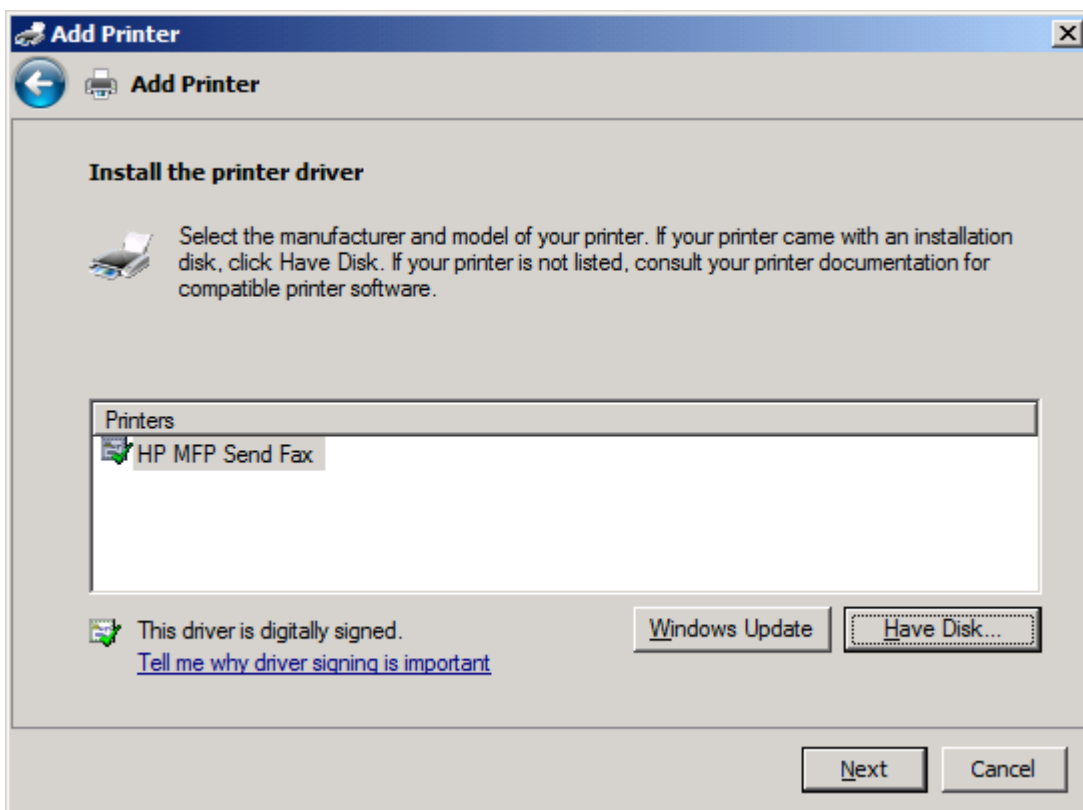 Add Printer
Add Printer
Install the printer driver
Select the manufacturer and model of your printer. If your printer came with an installation
disk, click Have Disk. If your printer is not listed, consult your printer documentation for
compatible printer software.
Printers
HP MFP Send Fax
This driver is digitally signed.
Tell me why driver signing is important
Windows Update
Have Disk...
Next
Cancel